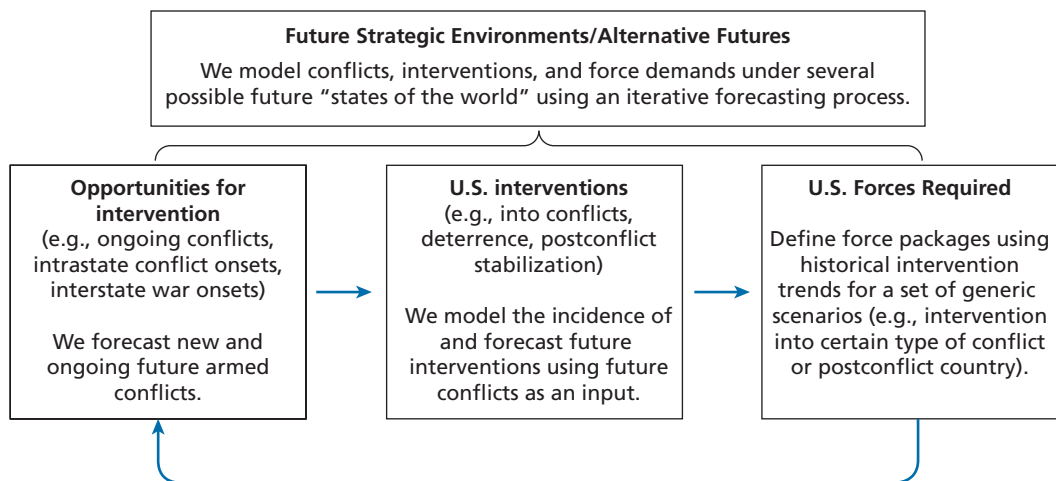 Future Strategic Environments/Alternative Futures
We model conflicts, interventions, and force demands under several
possible future “states of the world” using an iterative forecasting process.
Opportunities for
intervention
(e.g., ongoing conflicts,
intrastate conflict onsets,
interstate war onsets)
We forecast new and
ongoing future armed
conflicts.
U.S. interventions
(e.g., into conflicts,
deterrence, postconflict
stabilization)
We model the incidence of
and forecast future
interventions using future
conflicts as an input.
U.S. Forces Required
Define force packages using
historical intervention
trends for a set of generic
scenarios (e.g., intervention
into certain type of conflict
or postconflict country).